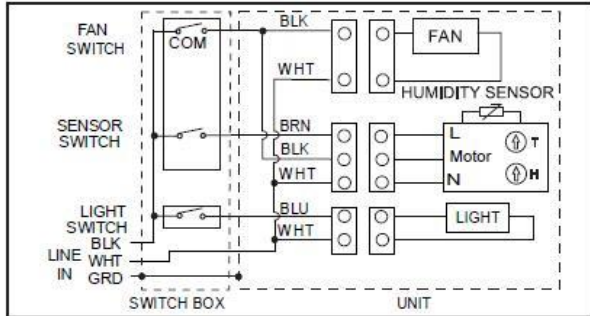 FAN
SWITCH
COM
BLK
FAN
WHT
HUMIDITY SENSOR
SENSOR
SWITCH
BRN
L
T
BLK
Motor
WHT
N
H
LIGHT
SWITCH
BLU
LIGHT
BLK
WHT
LINE
IN
WHT
GRD
SWITCH BOX
UNIT